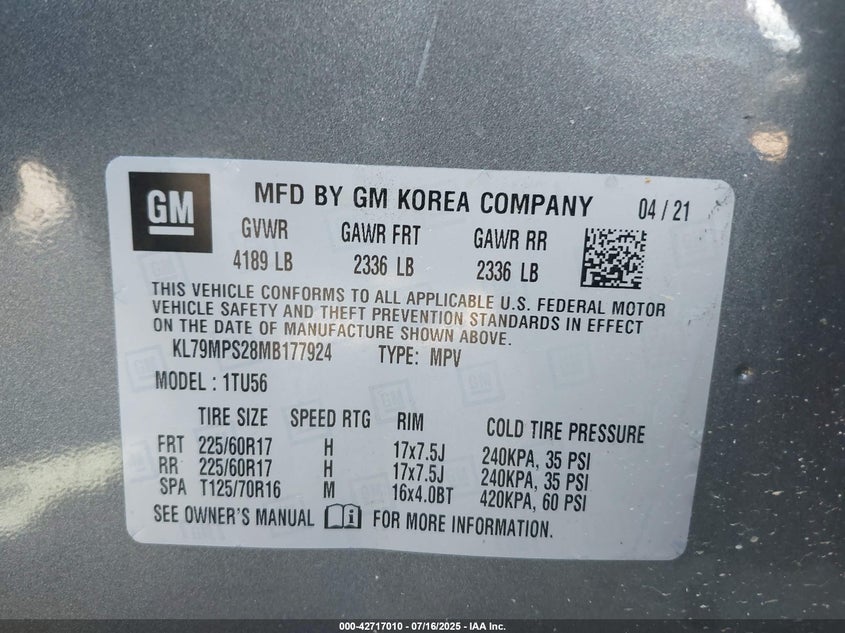 GM MFD BY GM KOREA COMPANY 04 / 21
GVWR GAWR FRT GAWR RR
4189 LB 2336 LB 2336 LB
THIS VEHICLE CONFORMS TO ALL APPLICABLE U.S. FEDERAL MOTOR
VEHICLE SAFETY AND THEFT PREVENTION STANDARDS IN EFFECT
ON THE DATE OF MANUFACTURE SHOWN ABOVE.
KL79MPS28MB177924 TYPE: MPV
MODEL : 1TU56
TIRE SIZE SPEED RTG RIM COLD TIRE PRESSURE
FRT 225/60R17 H 17x7.5J 240KPA, 35 PSI
RR 225/60R17 H 17x7.5J 240KPA, 35 PSI
SPA T125/70R16 M 16x4.0BT 420KPA, 60 PSI
SEE OWNER'S MANUAL i FOR MORE INFORMATION.
000-42717010 - 07/16/2025 - IAA Inc.